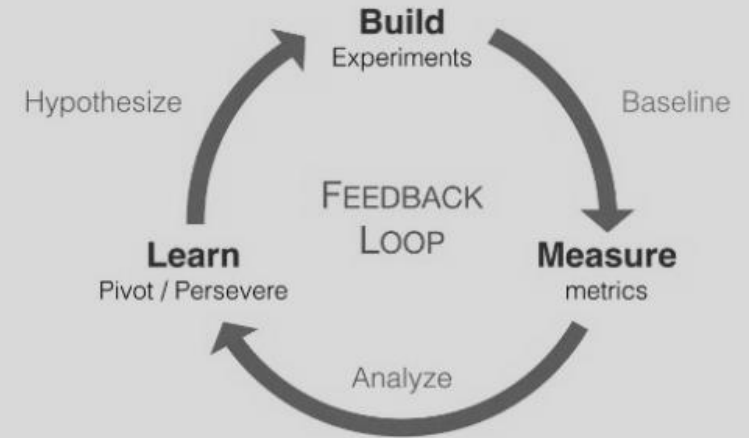 Build
Experiments
Hypothesize
Baseline
FEEDBACK
LOOP
Learn
Pivot / Persevere
Measure
metrics
Analyze